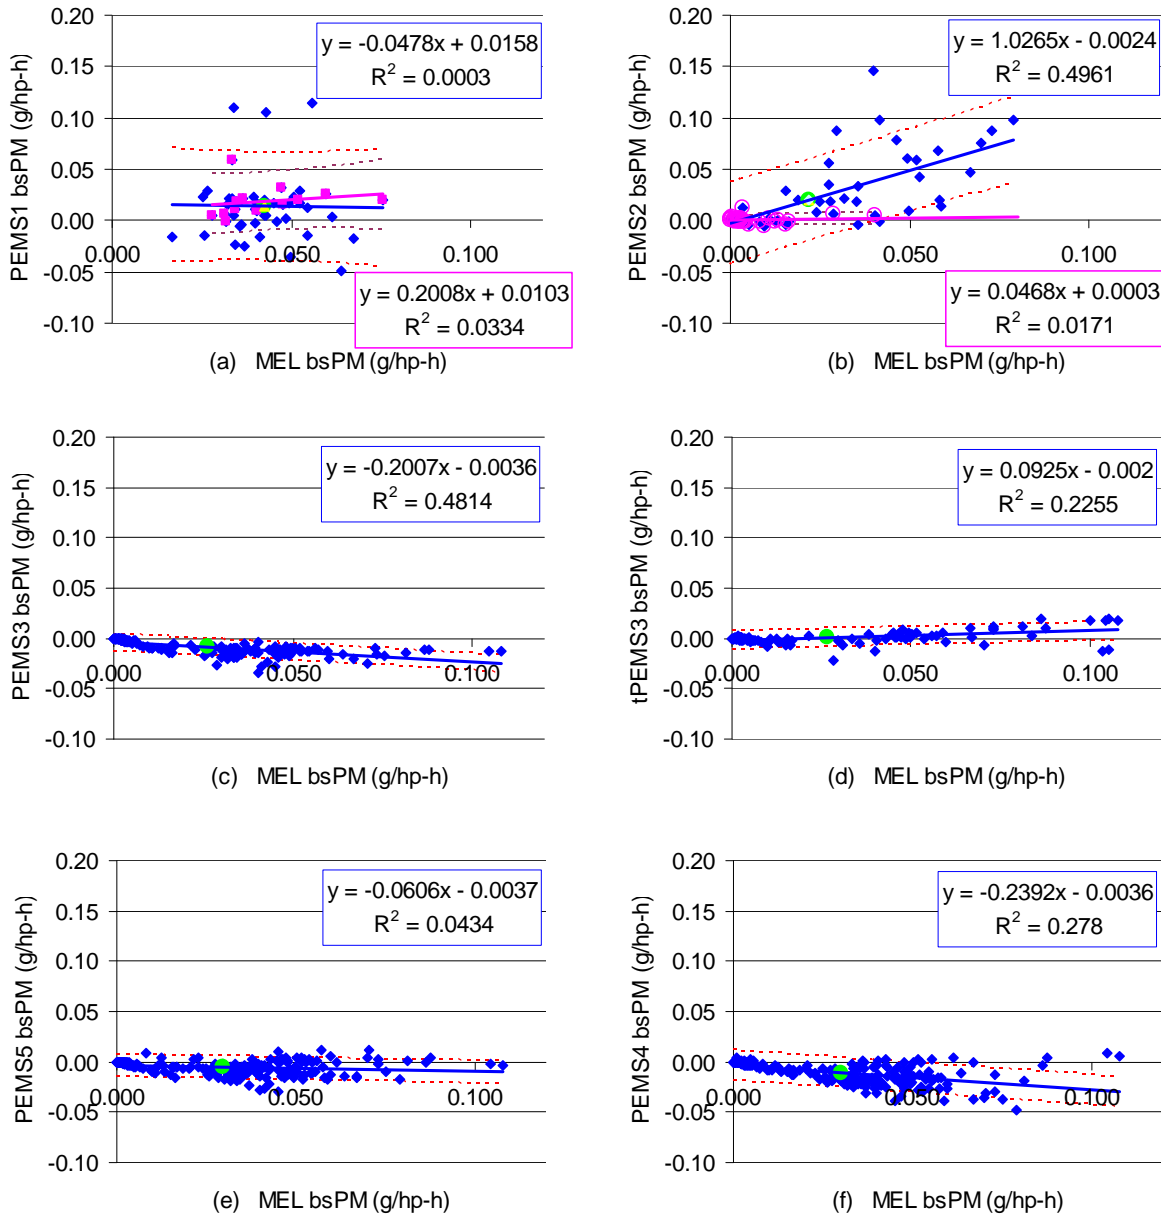 PEMS1 bsPM (g/hp-h)
0.20
0.15
0.10
0.05
0.00
-0.05
-0.10
y = -0.0478x + 0.0158
R² = 0.0003
0.000
0.050
0.100
y = 0.2008x + 0.0103
R² = 0.0334
(a) MEL bsPM (g/hp-h)
PEMS2 bsPM (g/hp-h)
0.20
0.15
0.10
0.05
0.00
-0.05
-0.10
y = 1.0265x - 0.0024
R² = 0.4961
0.000
0.050
0.100
y = 0.0468x + 0.0003
R² = 0.0171
(b) MEL bsPM (g/hp-h)
PEMS3 bsPM (g/hp-h)
0.20
0.15
0.10
0.05
0.00
-0.05
-0.10
y = -0.2007x - 0.0036
R² = 0.4814
0.000
0.050
0.100
(c) MEL bsPM (g/hp-h)
tPEMS3 bsPM (g/hp-h)
0.20
0.15
0.10
0.05
0.00
-0.05
-0.10
y = 0.0925x - 0.002
R² = 0.2255
0.000
0.050
0.100
(d) MEL bsPM (g/hp-h)
PEMS5 bsPM (g/hp-h)
0.20
0.15
0.10
0.05
0.00
-0.05
-0.10
y = -0.0606x - 0.0037
R² = 0.0434
0.000
0.050
0.100
(e) MEL bsPM (g/hp-h)
PEMS4 bsPM (g/hp-h)
0.20
0.15
0.10
0.05
0.00
-0.05
-0.10
y = -0.2392x - 0.0036
R² = 0.278
0.000
0.050
0.100
(f) MEL bsPM (g/hp-h)